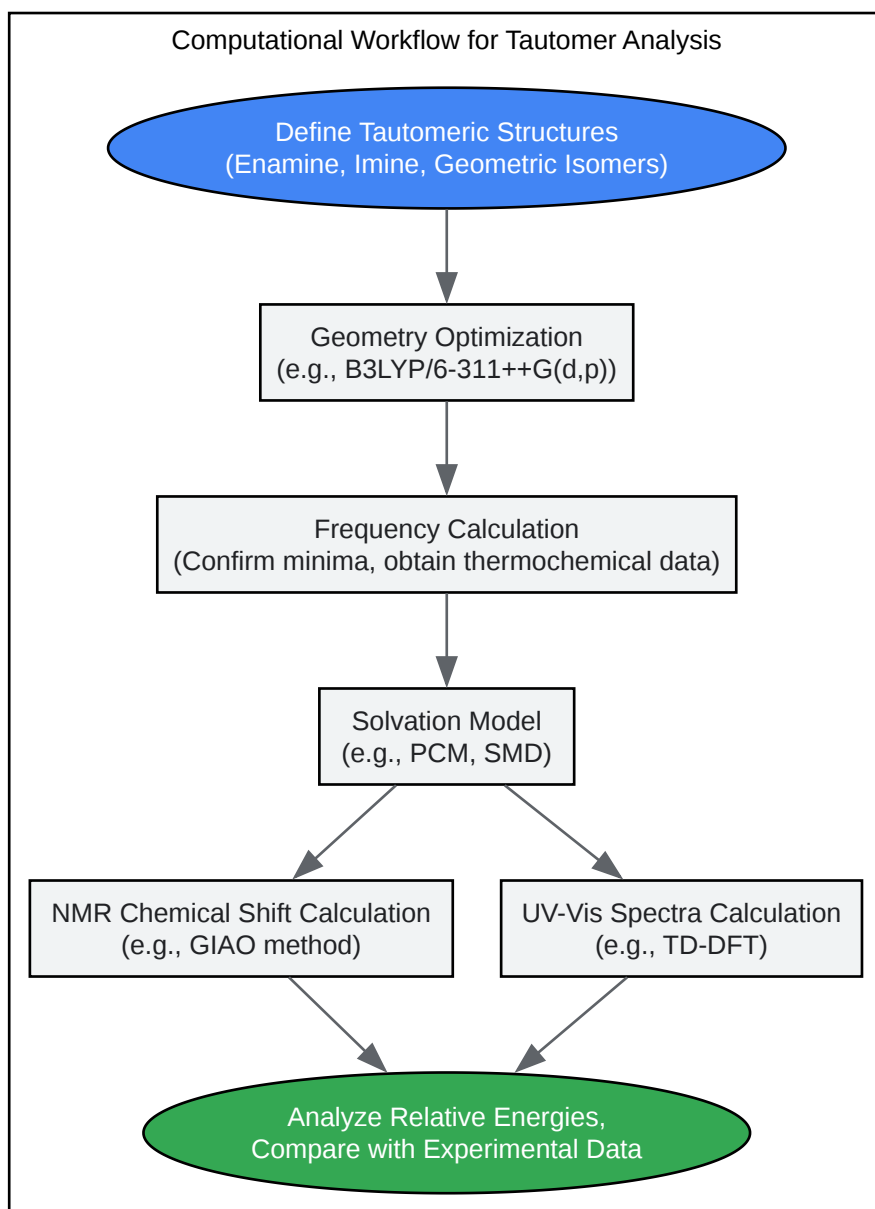 Computational Workflow for Tautomer Analysis
Define Tautomeric Structures
(Enamine, Imine, Geometric Isomers)
Geometry Optimization
(e.g., B3LYP/6-311++G(d,p))
Frequency Calculation
(Confirm minima, obtain thermochemical data)
Solvation Model
(e.g., PCM, SMD)
NMR Chemical Shift Calculation
(e.g., GIAO method)
UV-Vis Spectra Calculation
(e.g., TD-DFT)
Analyze Relative Energies,
Compare with Experimental Data